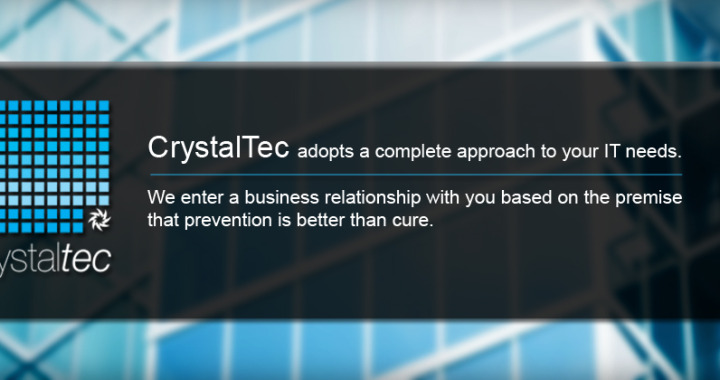 CrystalTec adopts a complete approach to your IT needs.
We enter a business relationship with you based on the premise
that prevention is better than cure.
ystaltec